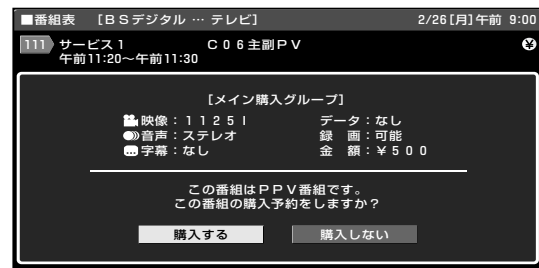 ■番組表 [BSデジタル … テレビ] 2/26[月]午前 9:00
111 サービス1 C06主副PV ¥
午前11:20~午前11:30
[メイン購入グループ]
映像:1125I データ:なし
音声:ステレオ 録 画:可能
字幕:なし 金 額:¥500
この番組はPPV番組です。
この番組の購入予約をしますか?
購入する 購入しない